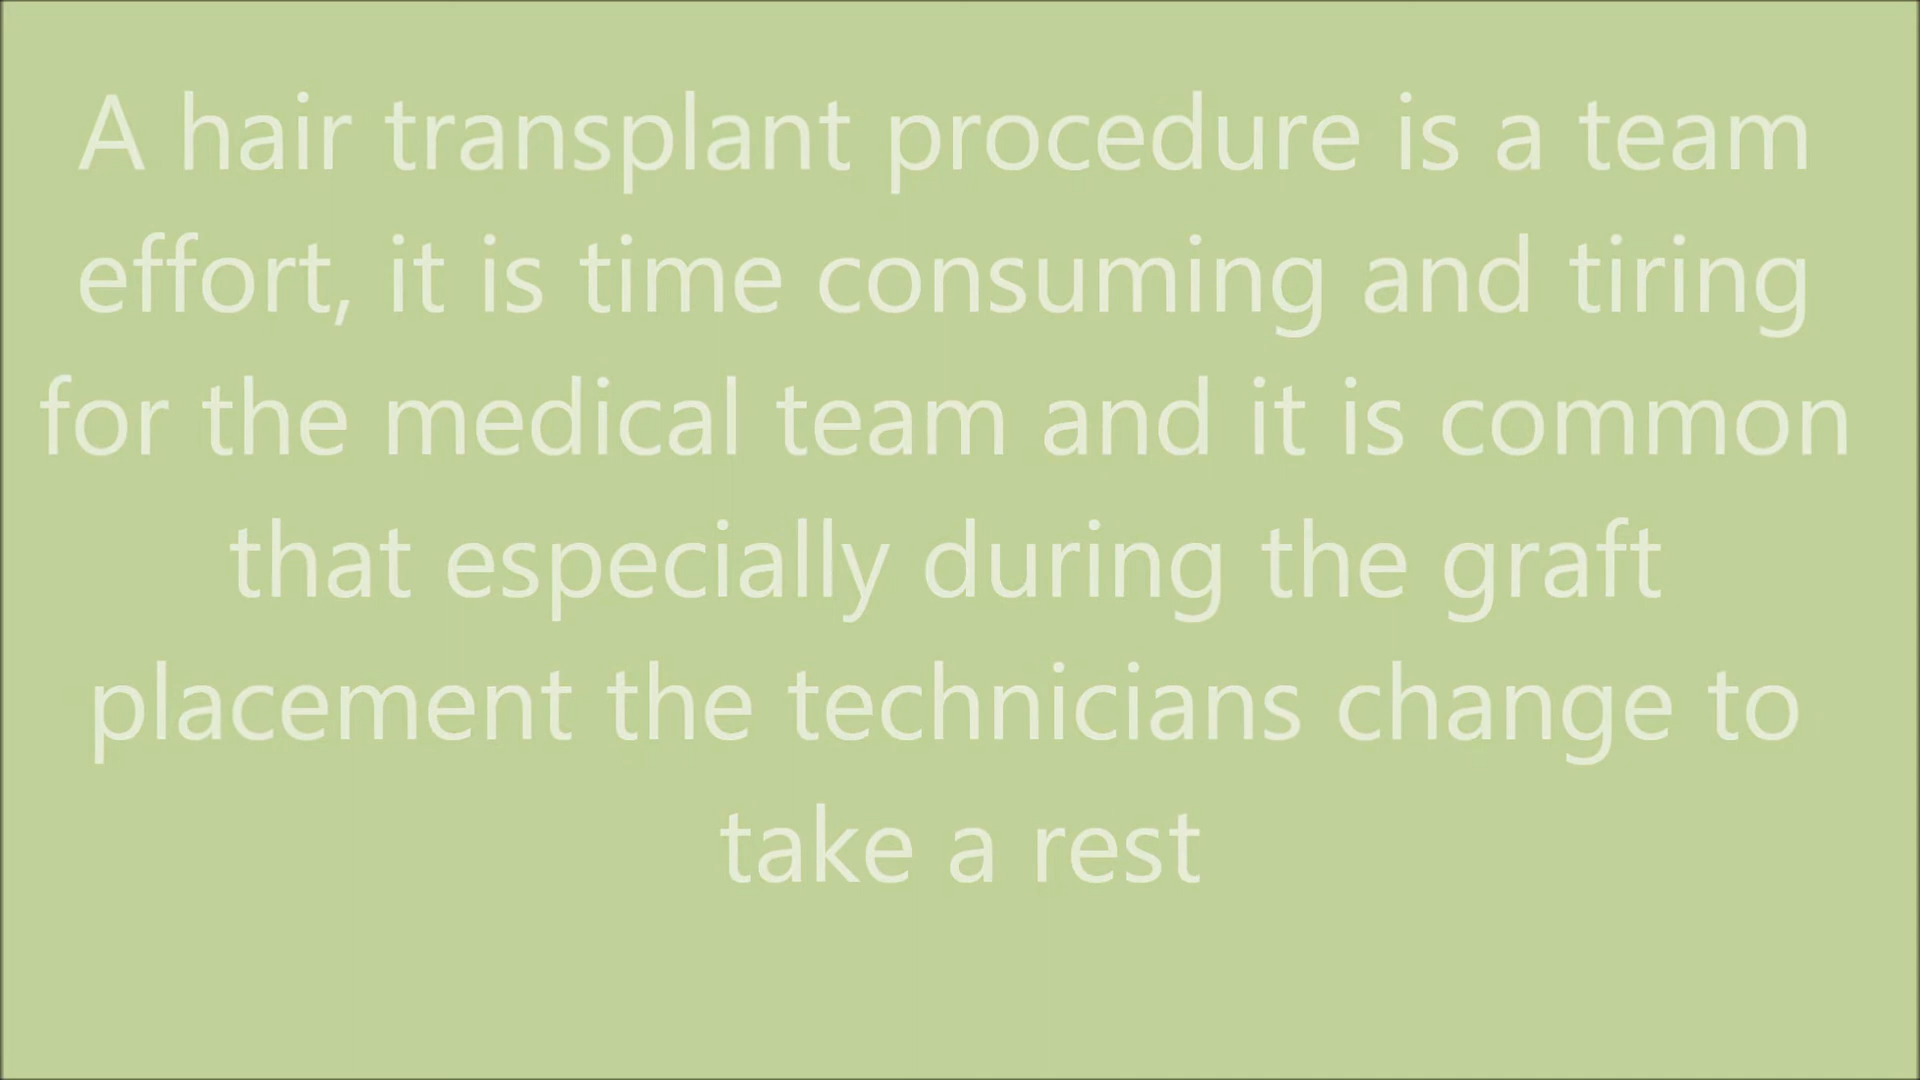 A hair transplant procedure is a team
effort, it is time consuming and tiring
for the medical team and it is common
that especially during the graft
placement the technicians change to
take a rest